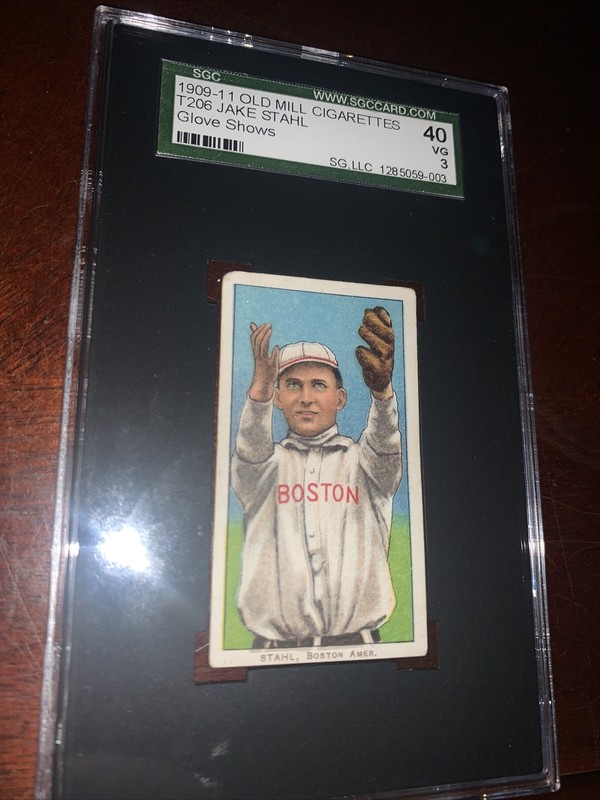 SGC
WWW.SGCCARD.COM
1909-11 OLD MILL CIGARETTES
T206 JAKE STAHL
Glove Shows
40
VG
3
SG,LLC 1285059-003
BOSTON
STAHL, BOSTON AMER.